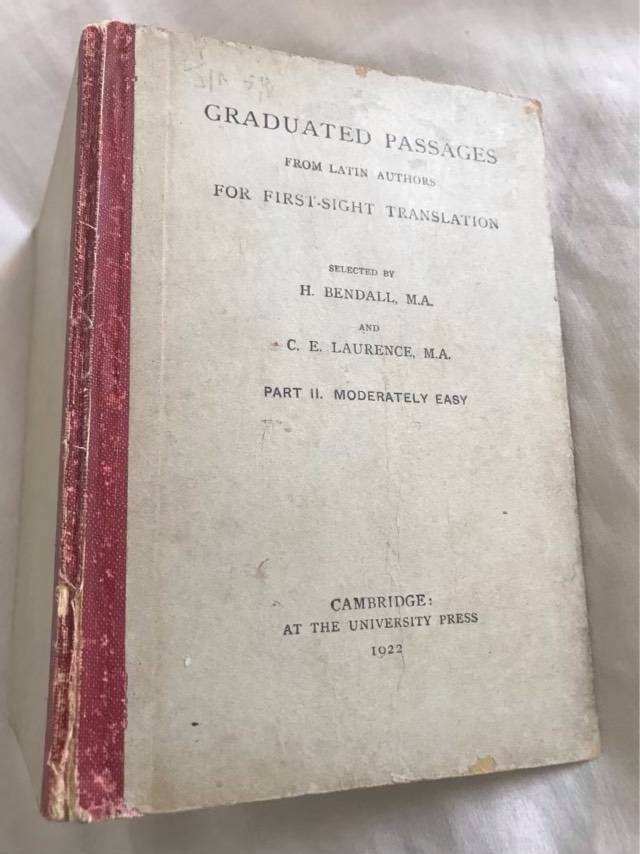 GRADUATED PASSAGES
FROM LATIN AUTHORS
FOR FIRST-SIGHT TRANSLATION
SELECTED BY
H. BENDALL, M.A.
AND
C. E. LAURENCE, M.A.
PART II. MODERATELY EASY
CAMBRIDGE:
AT THE UNIVERSITY PRESS
1922